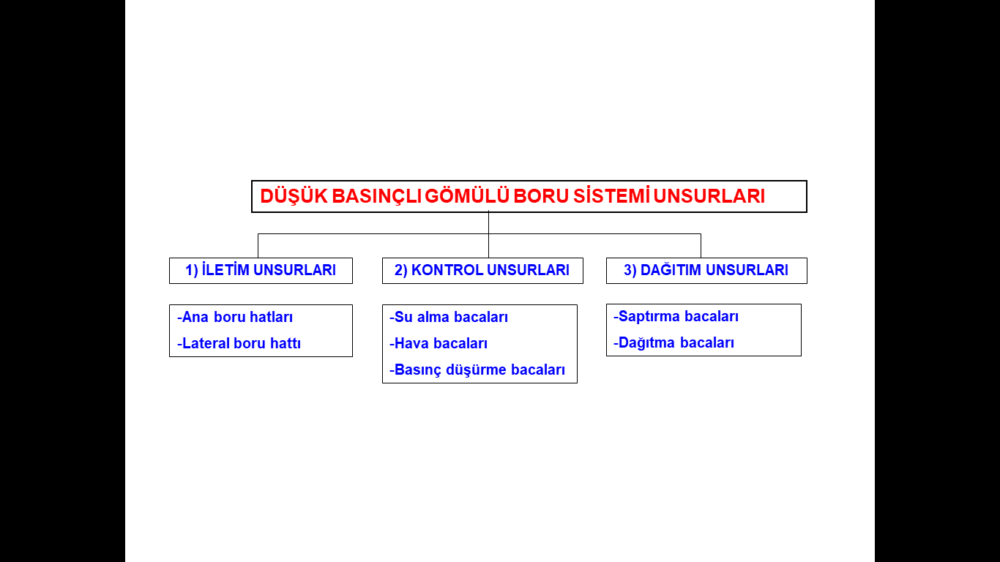 DÜŞÜK BASINÇLI GÖMÜLÜ BORU SİSTEMİ UNSURLARI
1) İLETİM UNSURLARI
-Ana boru hatları
-Lateral boru hattı
2) KONTROL UNSURLARI
-Su alma bacaları
-Hava bacaları
-Basınç düşürme bacaları
3) DAĞITIM UNSURLARI
-Saptırma bacaları
-Dağıtma bacaları